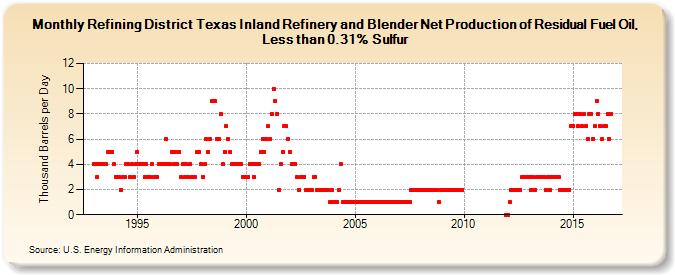 Monthly Refining District Texas Inland Refinery and Blender Net Production of Residual Fuel Oil,
Less than 0.31% Sulfur
Thousand Barrels per Day
12
10
8
6
4
2
0
1995 2000 2005 2010 2015
Source: U.S. Energy Information Administration